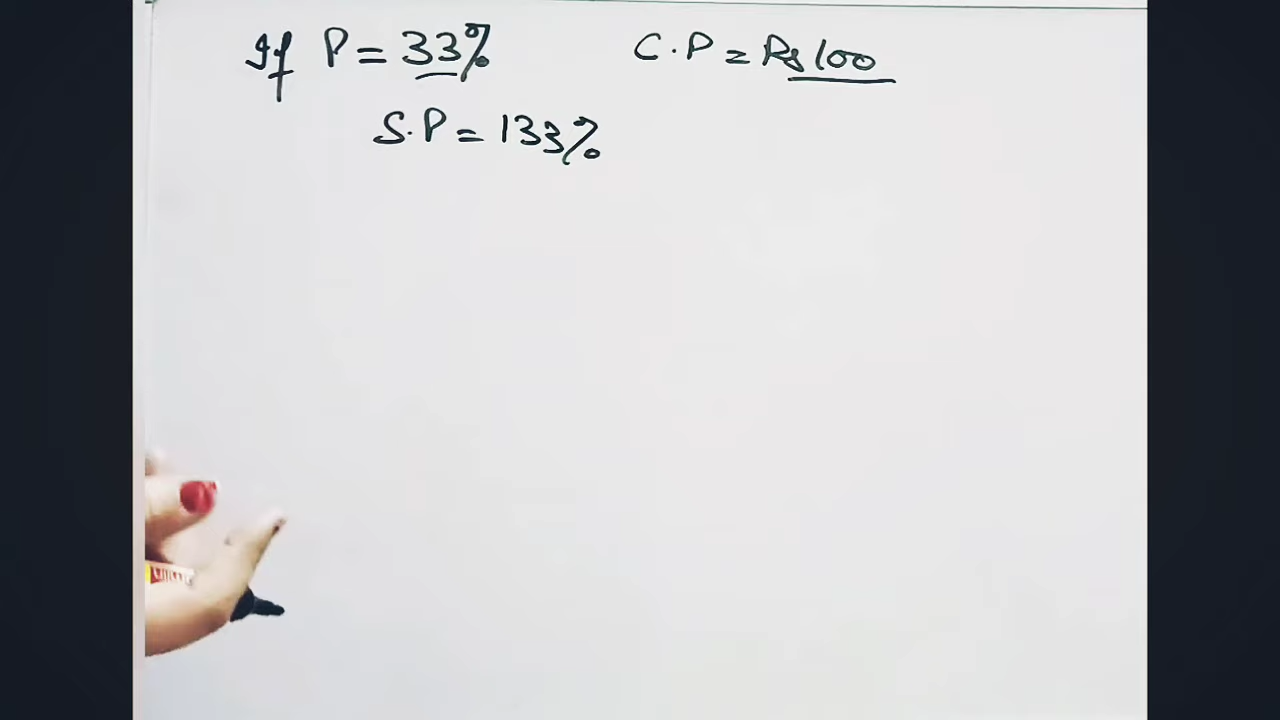 If P = 33% C.P = Rs 100
S.P = 133%